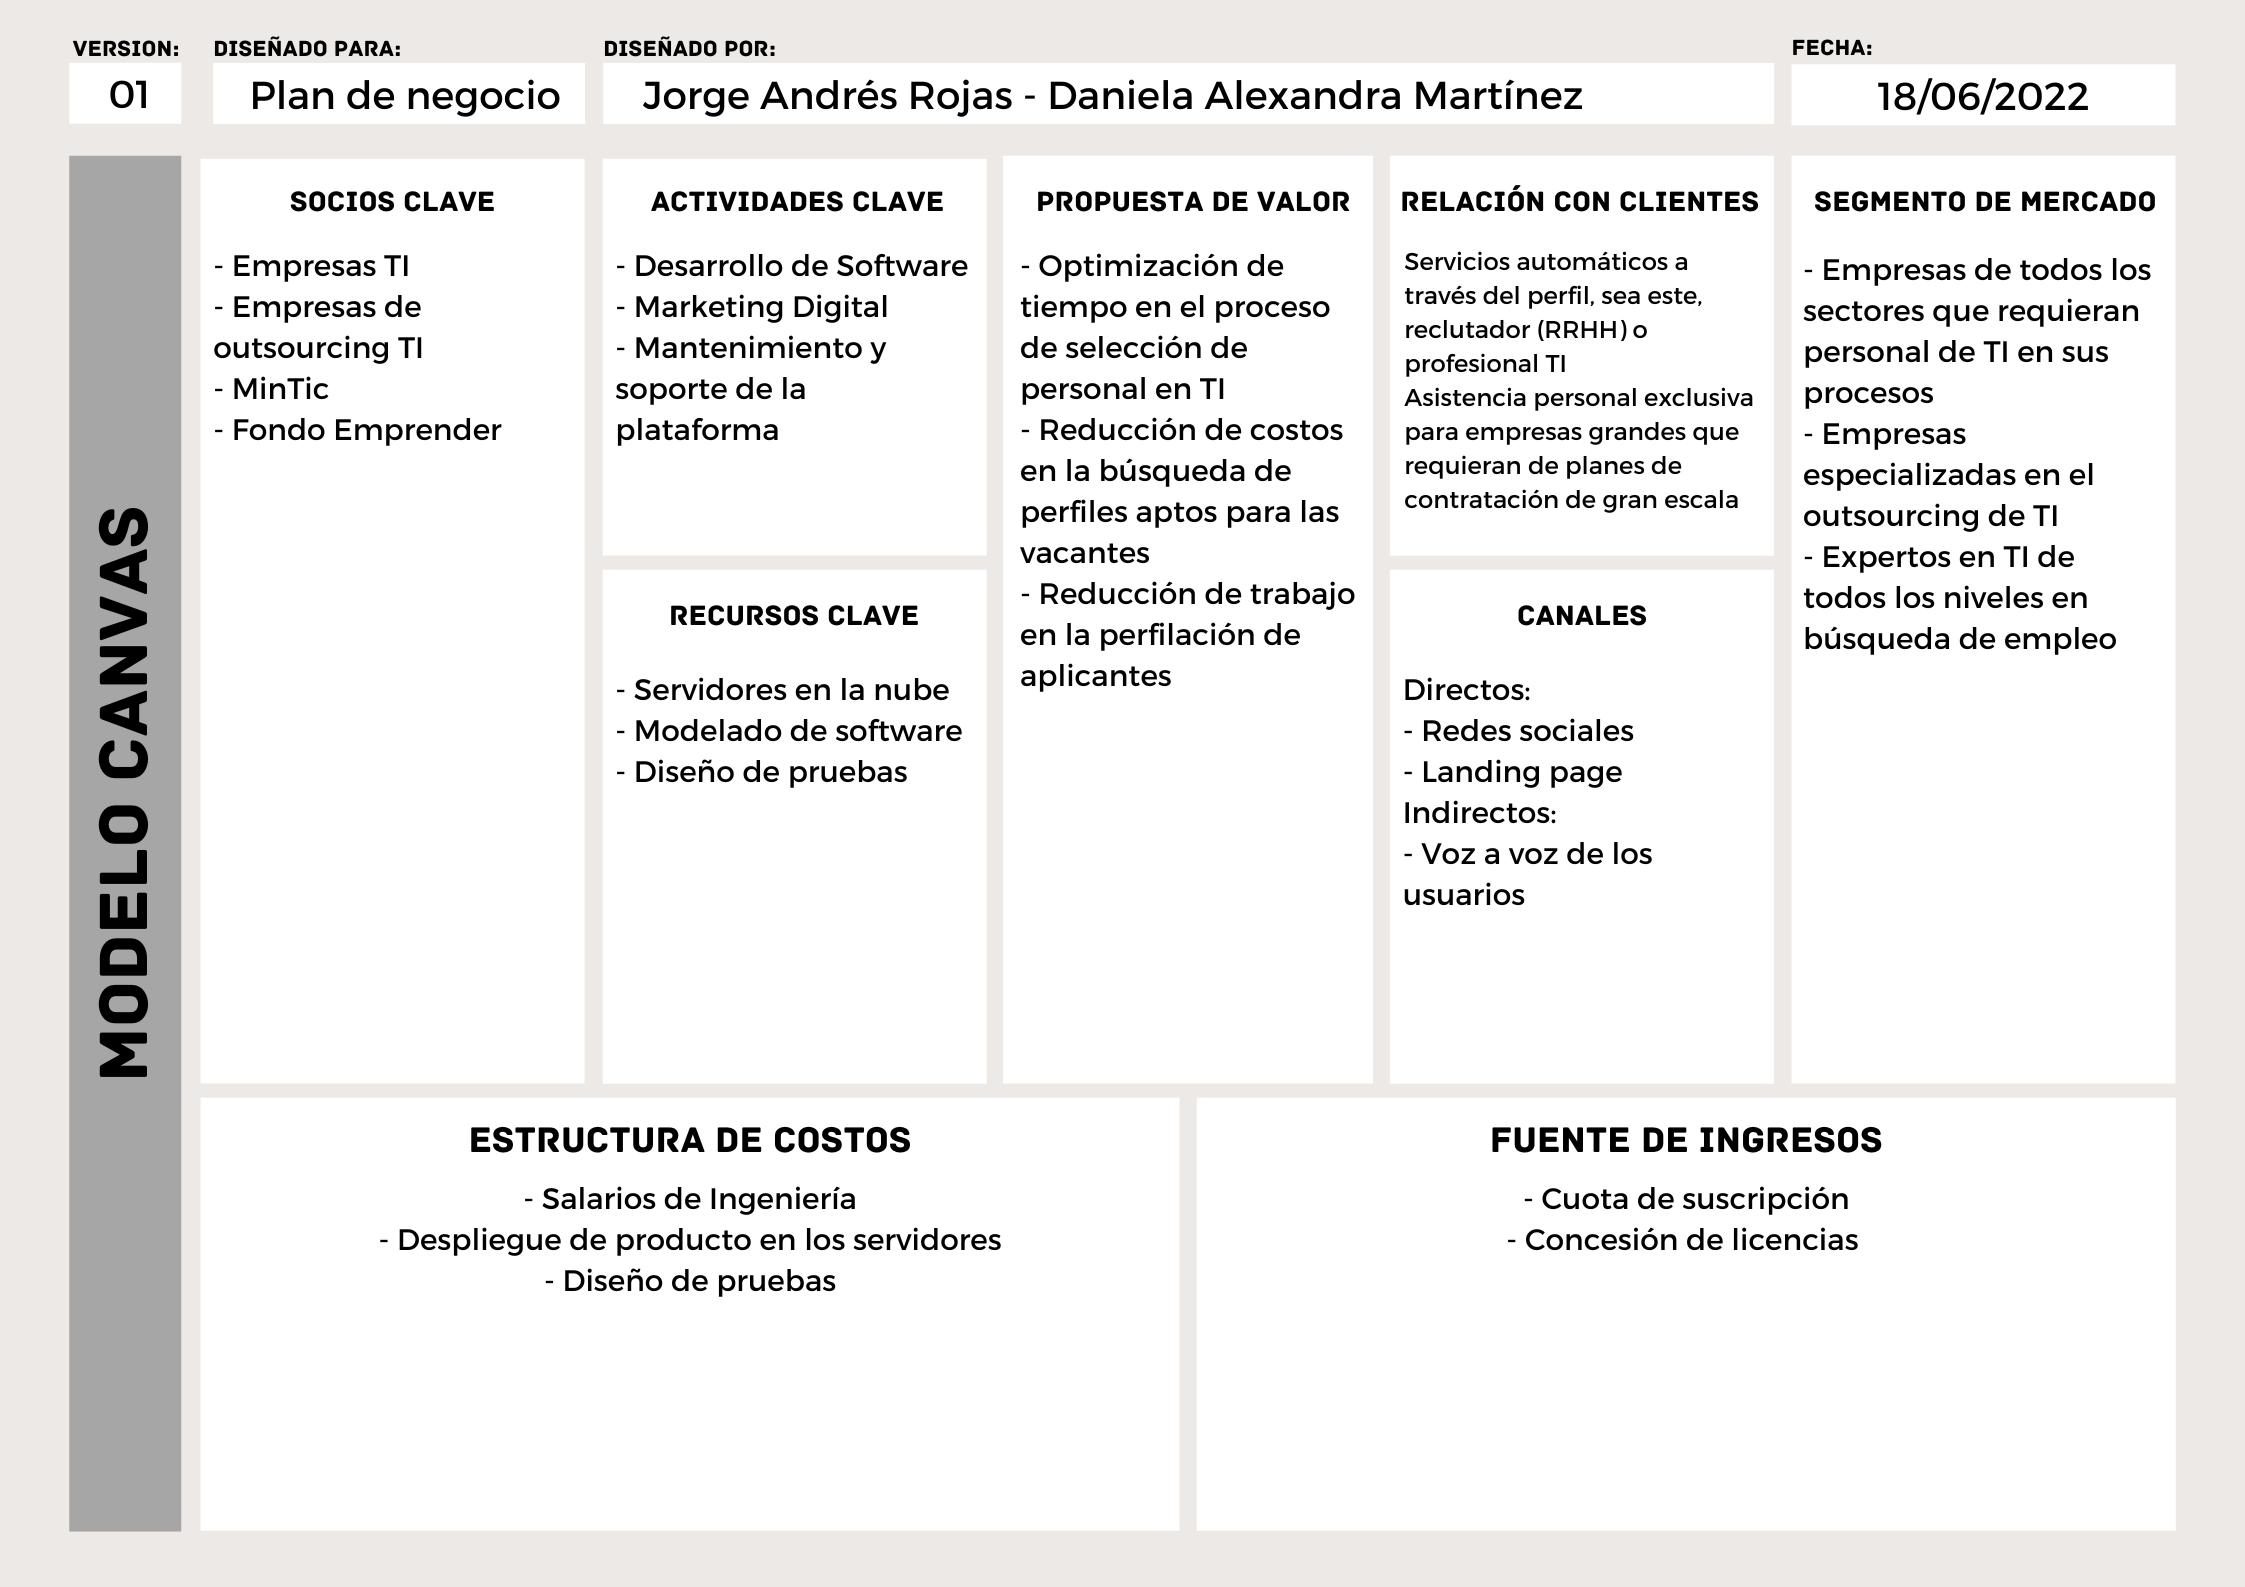 VERSION:
01
DISEÑADO PARA:
Plan de negocio
DISEÑADO POR:
Jorge Andrés Rojas - Daniela Alexandra Martínez
FECHA:
18/06/2022
MODELO CANVAS
SOCIOS CLAVE
- Empresas TI
- Empresas de
outsourcing TI
- MinTic
- Fondo Emprender
ACTIVIDADES CLAVE
- Desarrollo de Software
- Marketing Digital
- Mantenimiento y
soporte de la
plataforma
RECURSOS CLAVE
- Servidores en la nube
- Modelado de software
- Diseño de pruebas
PROPUESTA DE VALOR
- Optimización de
tiempo en el proceso
de selección de
personal en TI
- Reducción de costos
en la búsqueda de
perfiles aptos para las
vacantes
- Reducción de trabajo
en la perfilación de
aplicantes
RELACIÓN CON CLIENTES
Servicios automáticos a
través del perfil, sea este,
reclutador (RRHH) o
profesional TI
Asistencia personal exclusiva
para empresas grandes que
requieran de planes de
contratación de gran escala
CANALES
Directos:
- Redes sociales
- Landing page
Indirectos:
- Voz a voz de los
usuarios
SEGMENTO DE MERCADO
- Empresas de todos los
sectores que requieran
personal de TI en sus
procesos
- Empresas
especializadas en el
outsourcing de TI
- Expertos en TI de
todos los niveles en
búsqueda de empleo
ESTRUCTURA DE COSTOS
- Salarios de Ingeniería
- Despliegue de producto en los servidores
- Diseño de pruebas
FUENTE DE INGRESOS
- Cuota de suscripción
- Concesión de licencias